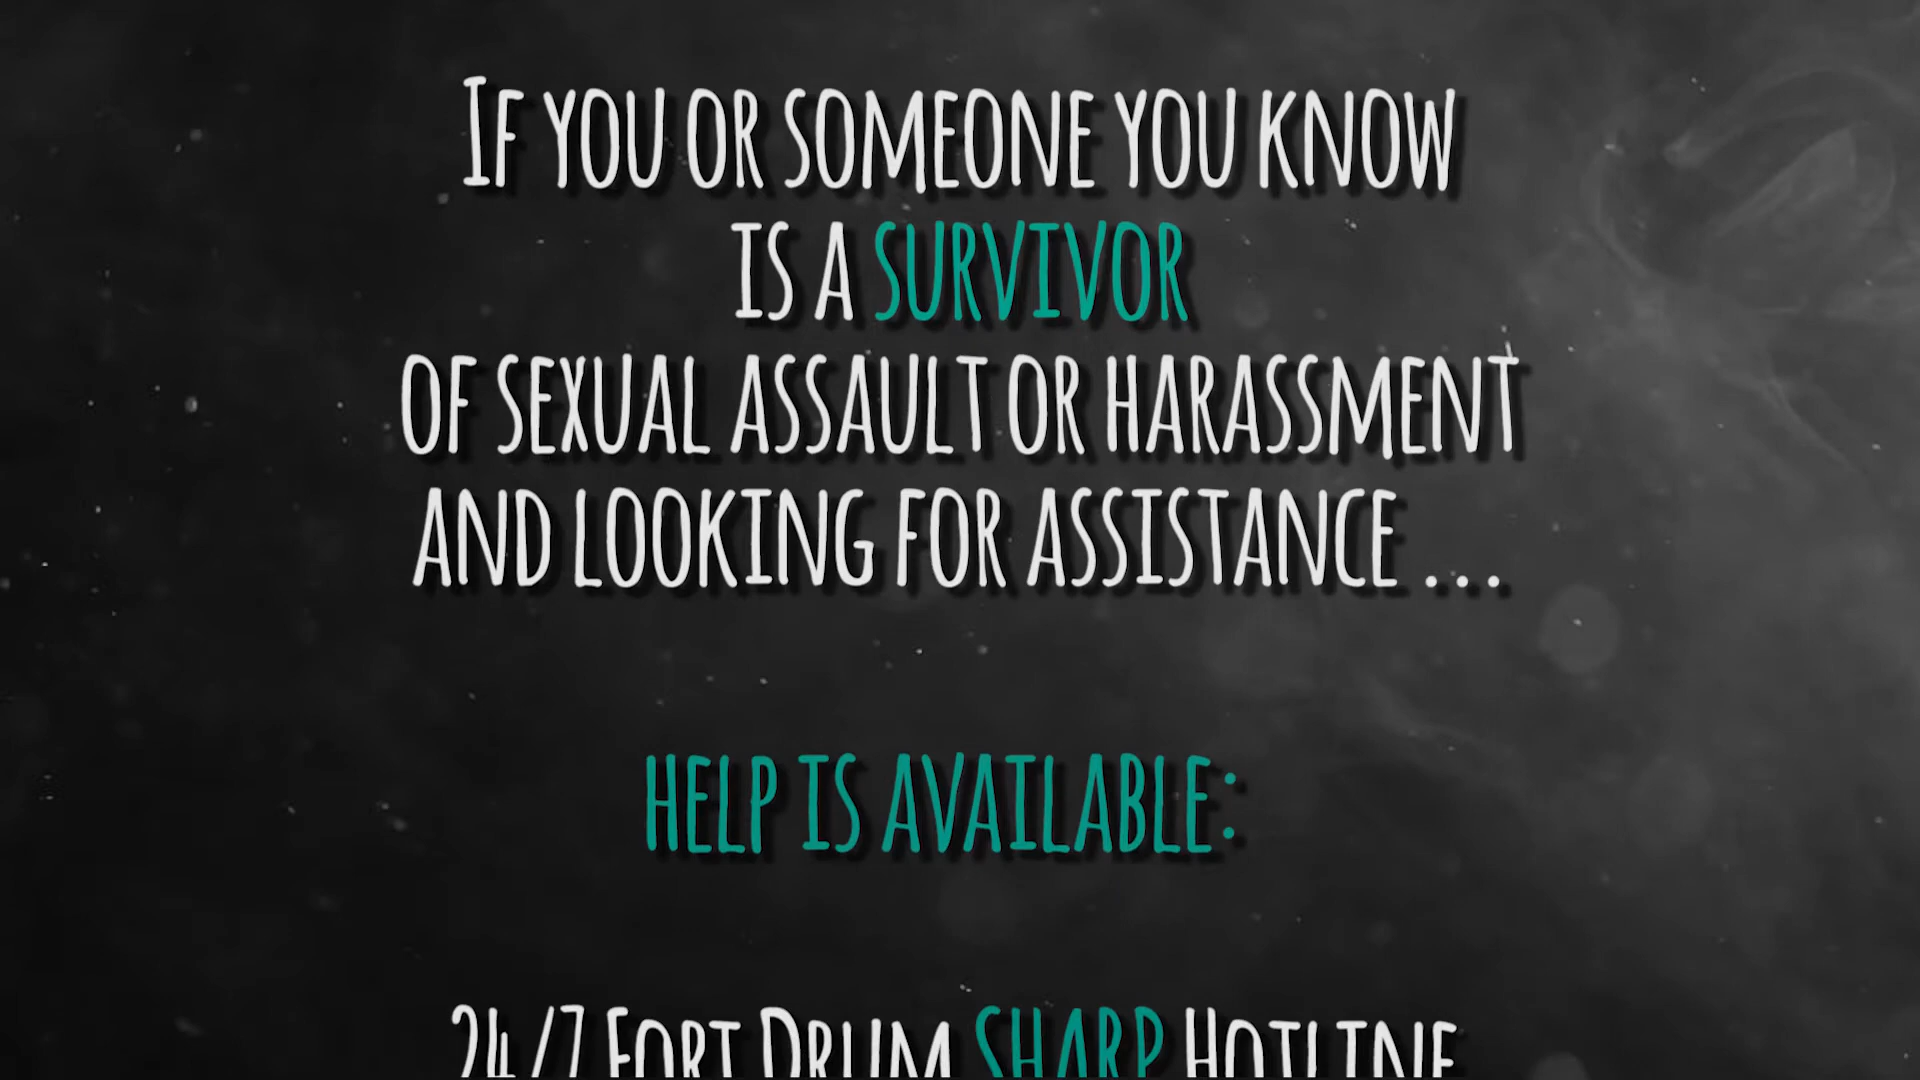 If you or someone you know
is a survivor
of sexual assault or harassment
and looking for assistance ...
help is available:
24/7 Fort Drum SHARP Hotline